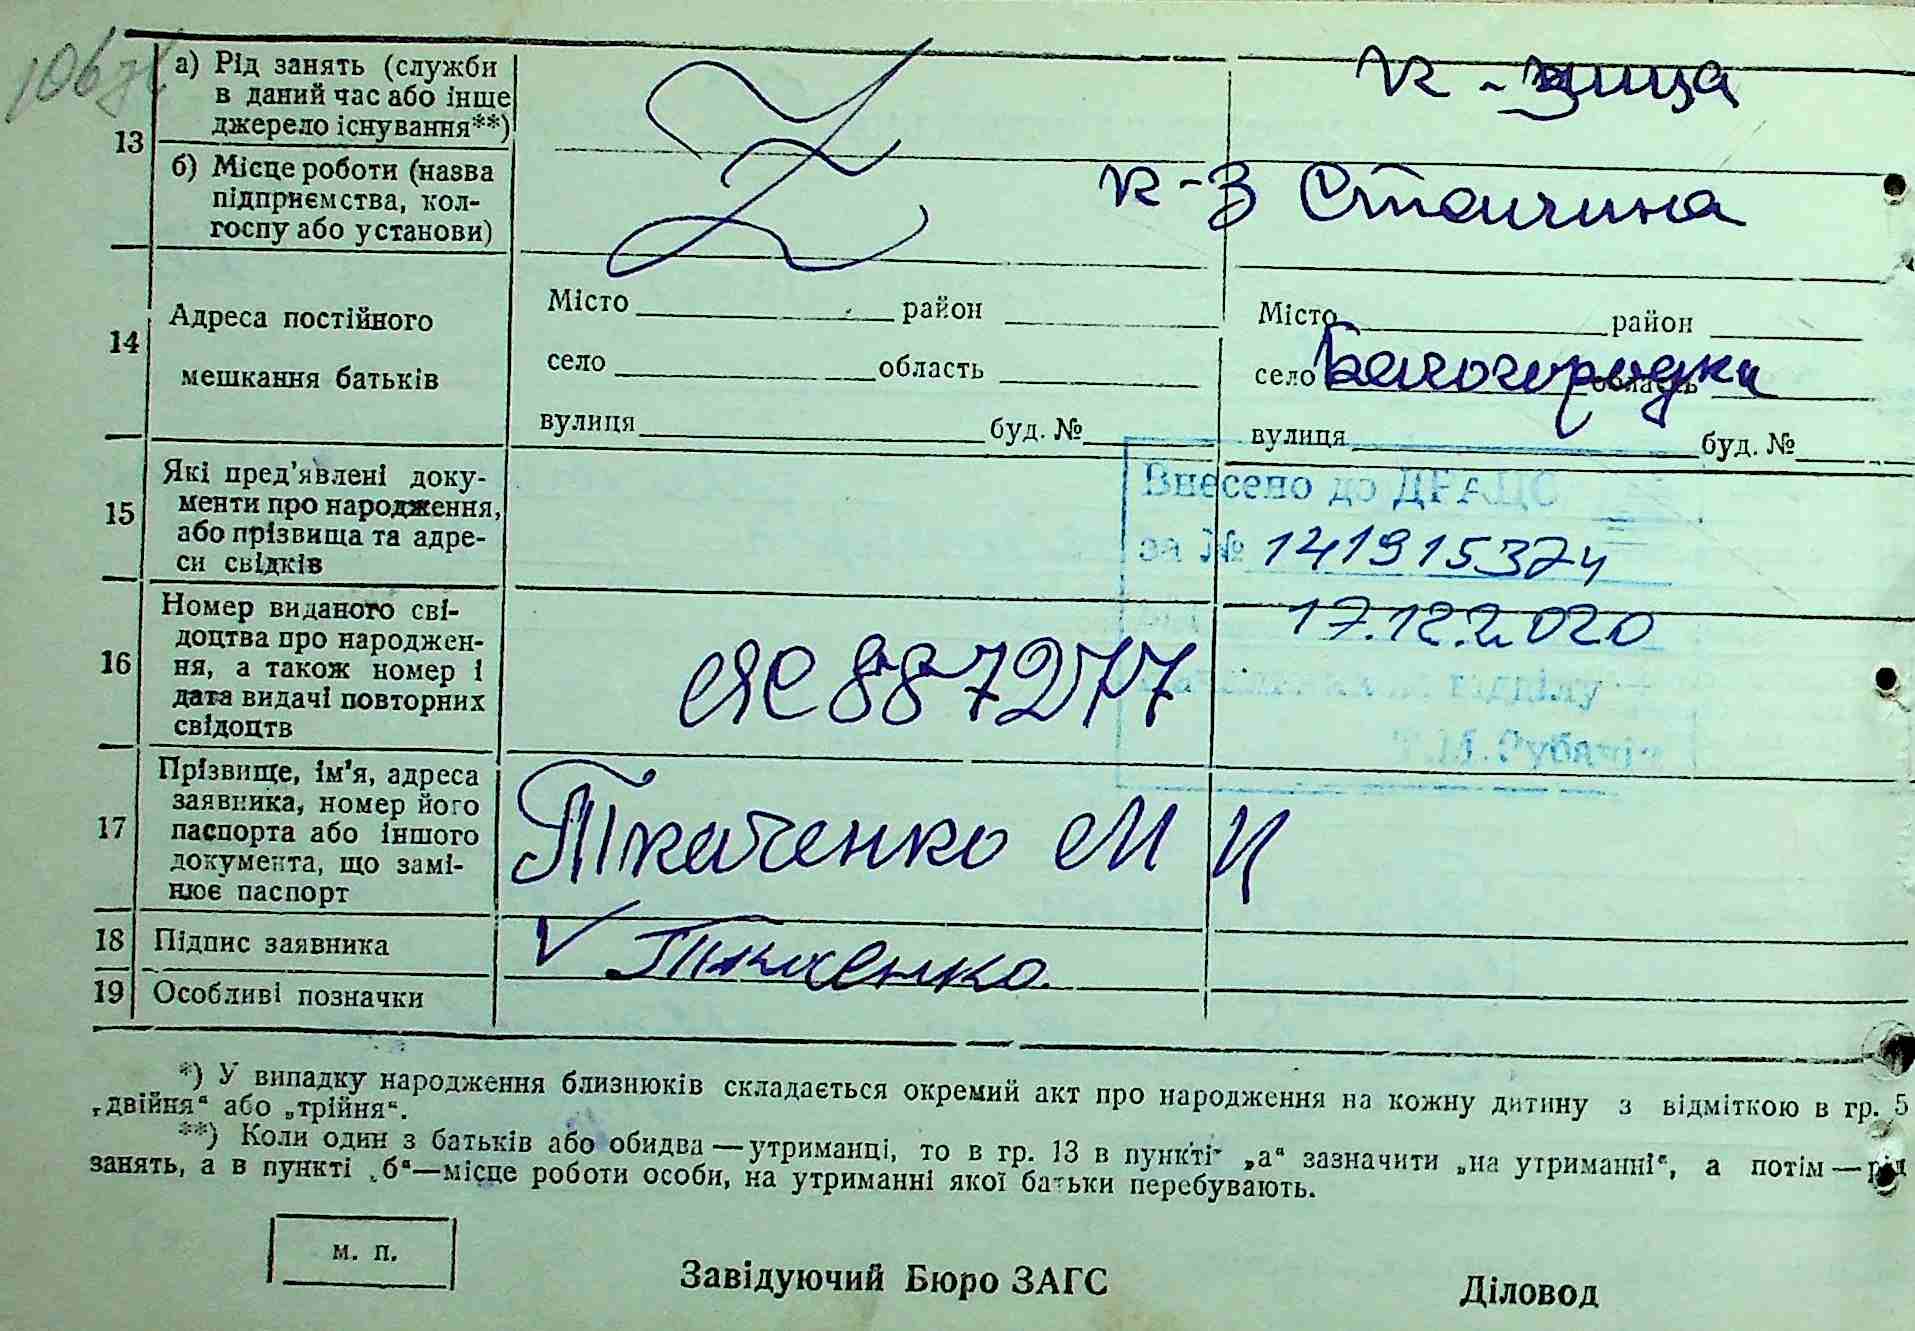 106
13
а) Рід занять (служби
в даний час або інше
джерело існування**)
к-зница
б) Місце роботи (назва
підприємства, кол-
госпу або установи)
к-з Сталина
14
Адреса постійного
мешкання батьків
Місто район
село область
вулиця буд. №
Місто район
село Белогородка область
вулиця буд. №
15
Які пред'явлені доку-
менти про народження,
або прізвища та адре-
си свідків
Внесено до ДРАЦС
за № 141915374
17.12.2020
16
Номер виданого сві-
доцтва про народжен-
ня, а також номер і
дата видачі повторних
свідоцтв
ЯС 887277
відділу
17
Прізвище, ім'я, адреса
заявника, номер його
паспорта або іншого
документа, що замі-
нює паспорт
Ткаченко М И
18
Підпис заявника
Ткаченко
19
Особливі позначки
*) У випадку народження близнюків складається окремий акт про народження на кожну дитину з відміткою в гр. 5
„двійня“ або „трійня“.
**) Коли один з батьків або обидва — утриманці, то в гр. 13 в пункті „а“ зазначити „на утриманні“, а потім — рід
занять, а в пункті „б“—місце роботи особи, на утриманні якої батьки перебувають.
м. п.
Завідуючий Бюро ЗАГС
Діловод